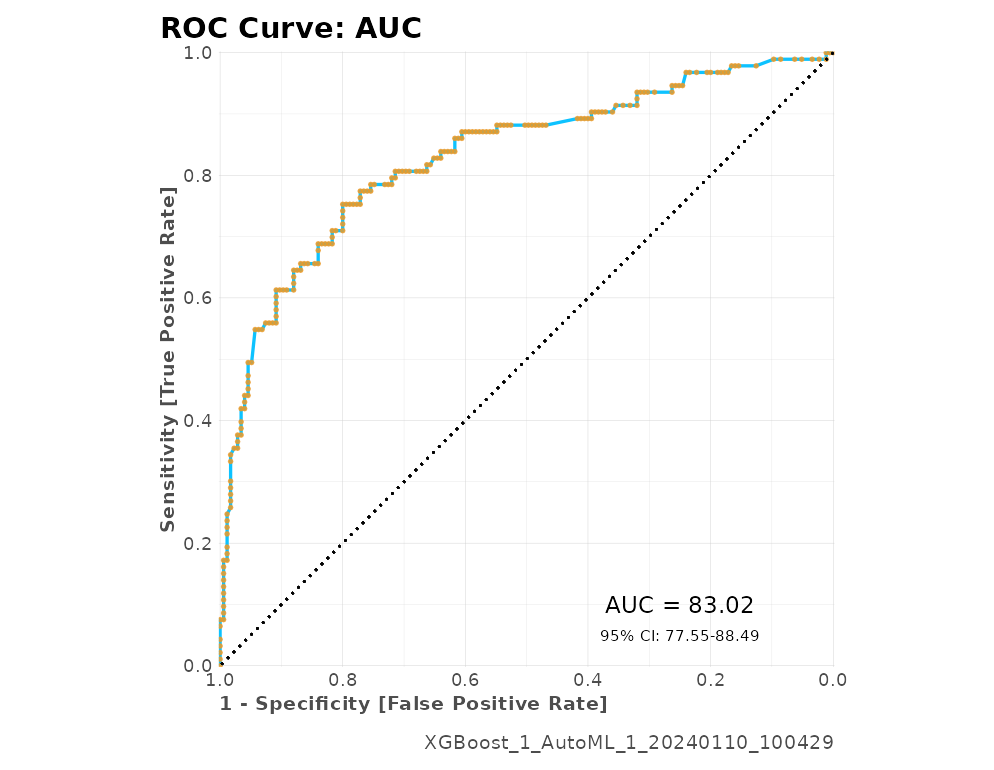 ROC Curve: AUC
Sensitivity [True Positive Rate]
1.0
0.8
0.6
0.4
0.2
0.0
AUC = 83.02
95% CI: 77.55-88.49
1.0 0.8 0.6 0.4 0.2 0.0
1 - Specificity [False Positive Rate]
XGBoost_1_AutoML_1_20240110_100429